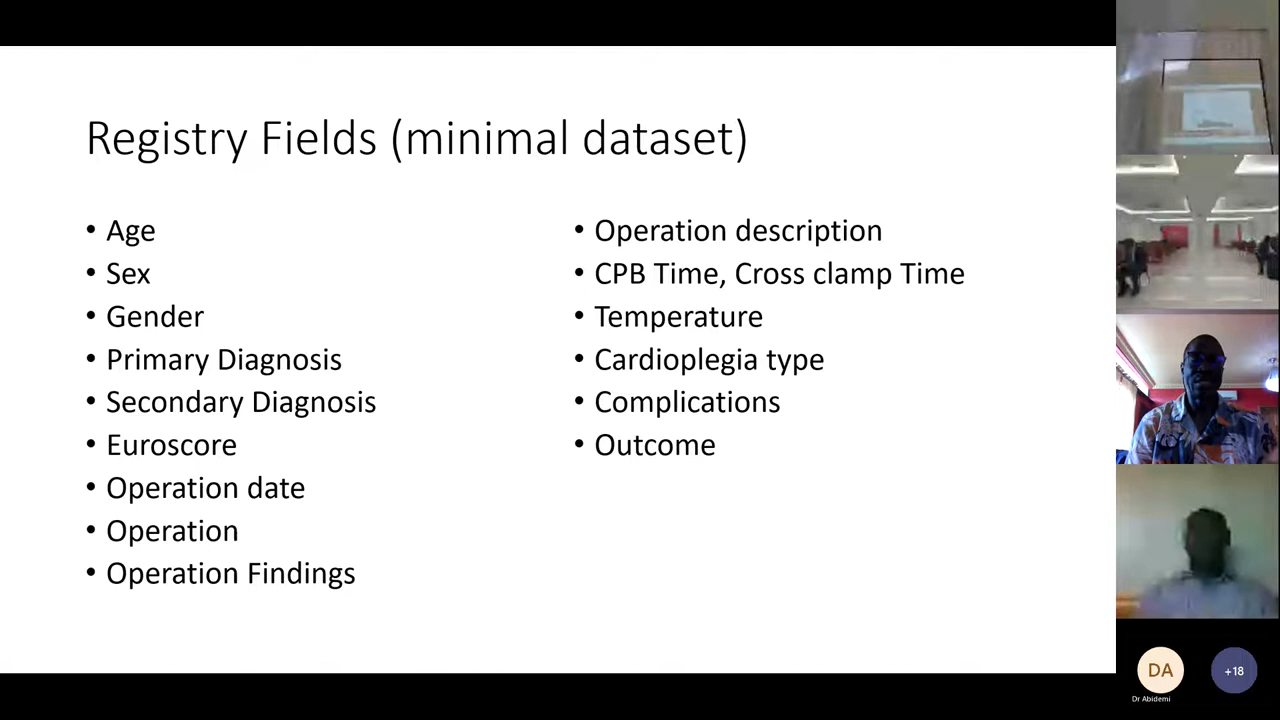 Registry Fields (minimal dataset)
• Age
• Sex
• Gender
• Primary Diagnosis
• Secondary Diagnosis
• Euroscore
• Operation date
• Operation
• Operation Findings
• Operation description
• CPB Time, Cross clamp Time
• Temperature
• Cardioplegia type
• Complications
• Outcome
DA
+18
Dr Abidemi